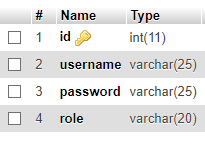 # Name Type
1 id int(11)
2 username varchar(25)
3 password varchar(25)
4 role varchar(20)